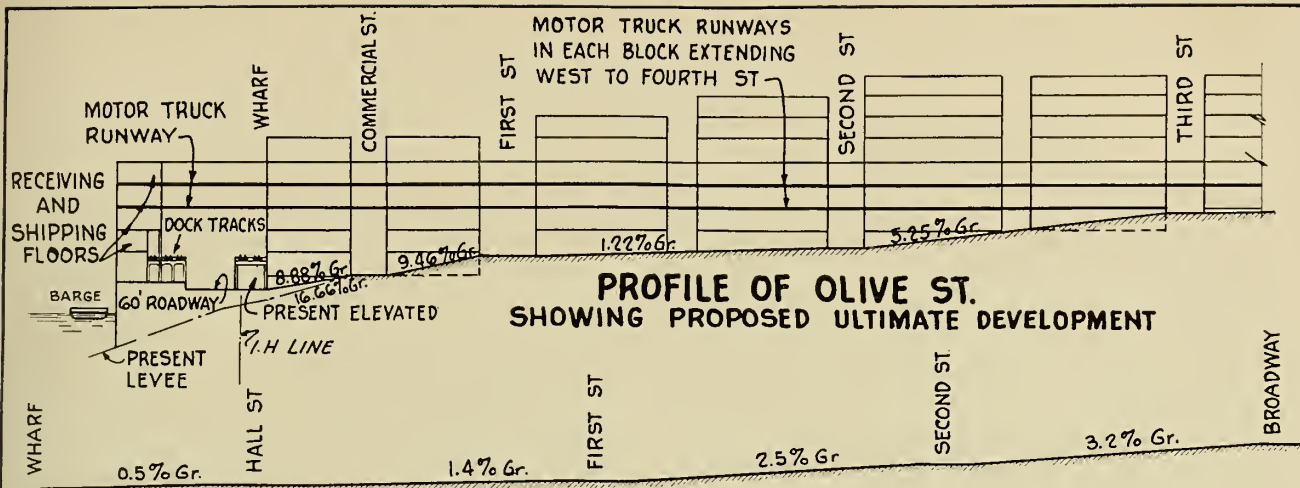 WHARF
COMMERCIAL ST.
FIRST ST
MOTOR TRUCK RUNWAYS
IN EACH BLOCK EXTENDING
WEST TO FOURTH ST
SECOND ST
THIRD ST
MOTOR TRUCK
RUNWAY
RECEIVING
AND
SHIPPING
FLOORS
DOCK TRACKS
8.88% Gr.
16.66% Gr.
9.46% Gr.
1.22% Gr.
5.25% Gr.
BARGE
60' ROADWAY
PRESENT ELEVATED
PROFILE OF OLIVE ST.
SHOWING PROPOSED ULTIMATE DEVELOPMENT
PRESENT
LEVEE
I.H LINE
WHARF
HALL ST
FIRST ST
SECOND ST.
BROADWAY
0.5% Gr.
1.4% Gr.
2.5% Gr.
3.2% Gr.